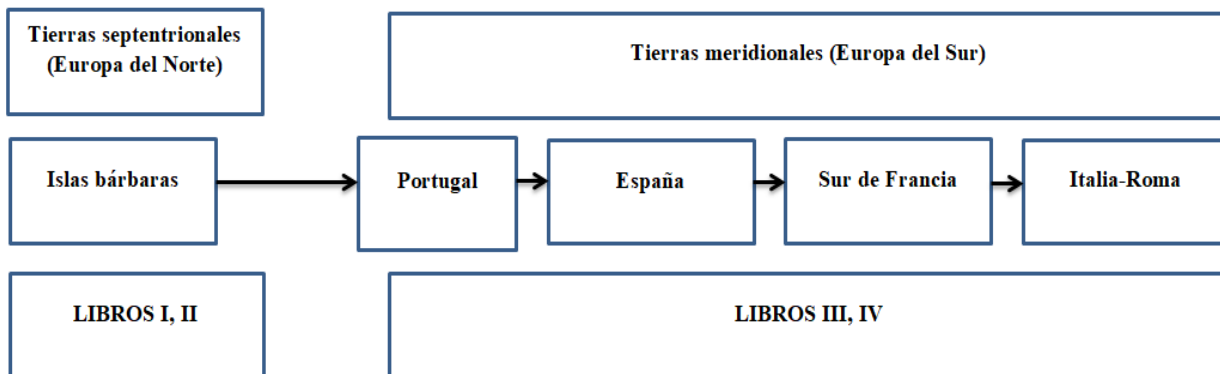 Tierras septentrionales
(Europa del Norte)
Tierras meridionales (Europa del Sur)
Islas bárbaras
Portugal
España
Sur de Francia
Italia-Roma
LIBROS I, II
LIBROS III, IV